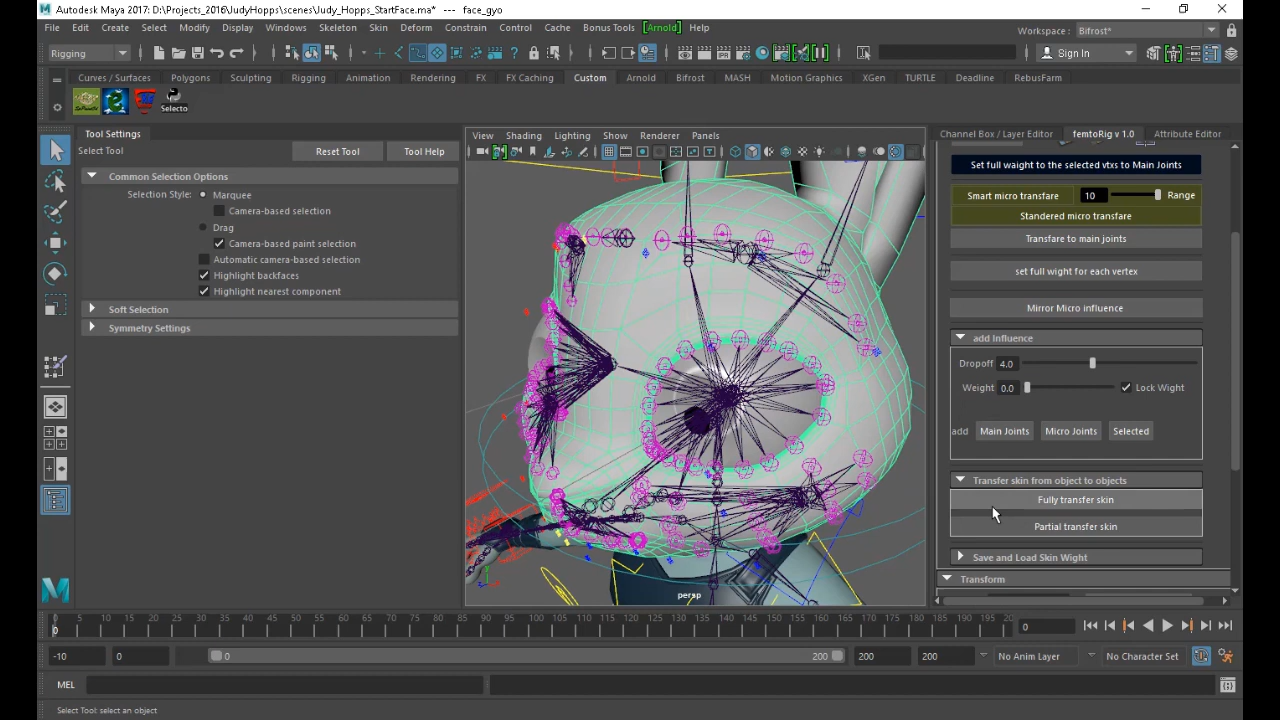 Autodesk Maya 2017: D:\Projects_2016\JudyHopps\scenes\Judy_Hopps_StartFace.ma* --- face_gyo
File Edit Create Select Modify Display Windows Skeleton Skin Deform Constrain Control Cache Bonus Tools [Arnold] Help Workspace : Bifrost*
Rigging Sign In
Curves / Surfaces Polygons Sculpting Rigging Animation Rendering FX FX Caching Custom Arnold Bifrost MASH Motion Graphics XGen TURTLE Deadline RebusFarm
Selecto
Tool Settings
Select Tool Reset Tool Tool Help
Common Selection Options
Selection Style: Marquee
Camera-based selection
Drag
Camera-based paint selection
Automatic camera-based selection
Highlight backfaces
Highlight nearest component
Soft Selection
Symmetry Settings
View Shading Lighting Show Renderer Panels
persp
Channel Box / Layer Editor femtoRig v 1.0 Attribute Editor
Set full waight to the selected vtxs to Main Joints
Smart micro transfare 10 Range
Standered micro transfare
Transfare to main joints
set full wight for each vertex
Mirror Micro influence
add Influence
Dropoff 4.0
Weight 0.0 Lock Wight
add Main Joints Micro Joints Selected
Transfer skin from object to objects
Fully transfer skin
Partial transfer skin
Save and Load Skin Wight
Transform
0 5 10 15 20 25 30 35 40 45 50 55 60 65 70 75 80 85 90 95 100 105 110 115 120 125 130 135 140 145 150 155 160 165 170 175 180 185 190 195 20
0 0
-10 0 0 200 200 200 No Anim Layer No Character Set
MEL
Select Tool: select an object